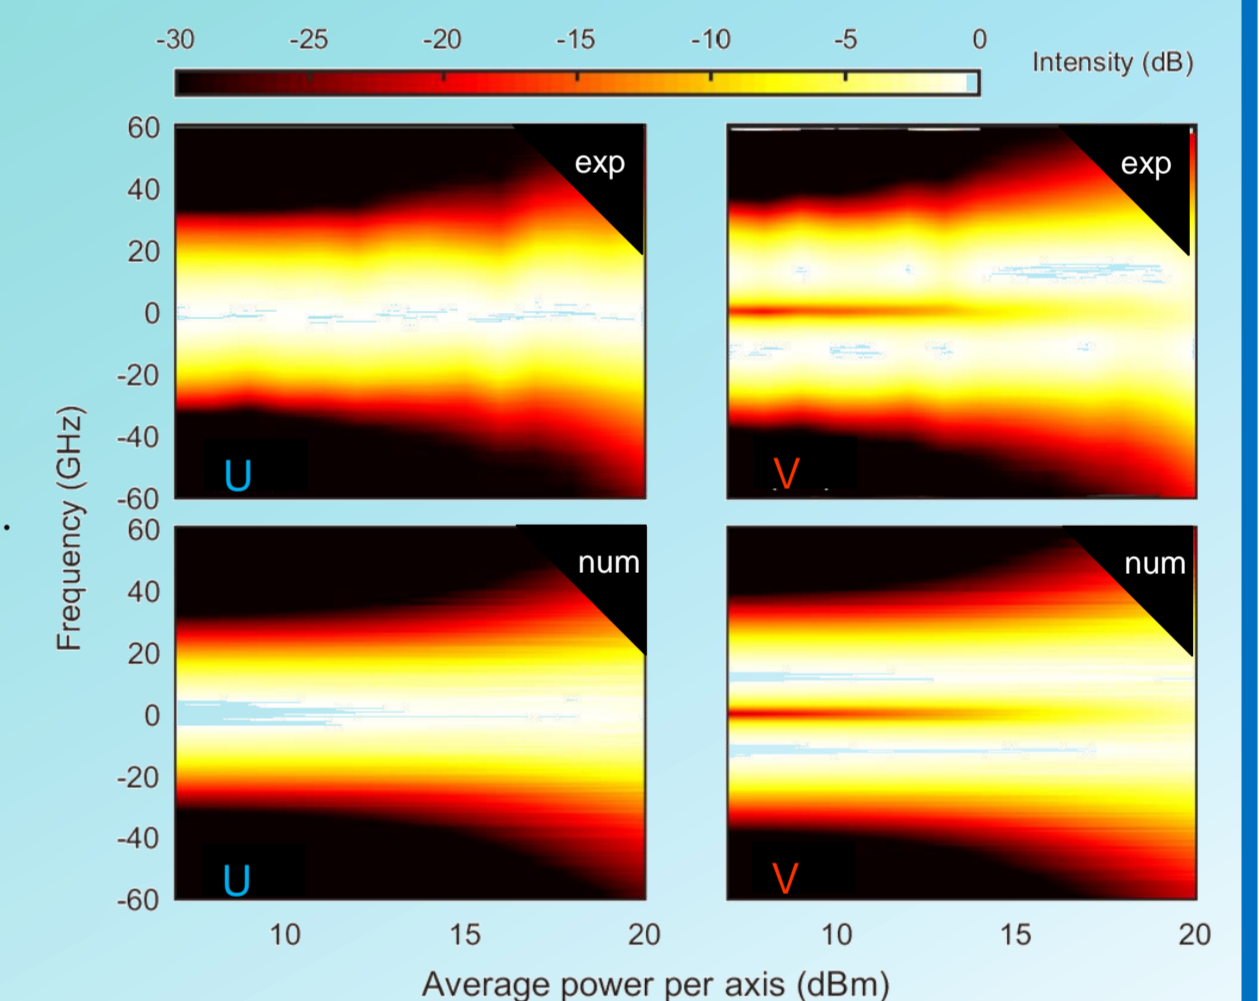 -30 -25 -20 -15 -10 -5 0
Intensity (dB)
60 exp exp
40
20
0
-20
-40
U V
-60
60
num num
40
20
0
-20
-40
U V
-60
Frequency (GHz)
10 15 20 10 15 20
Average power per axis (dBm)